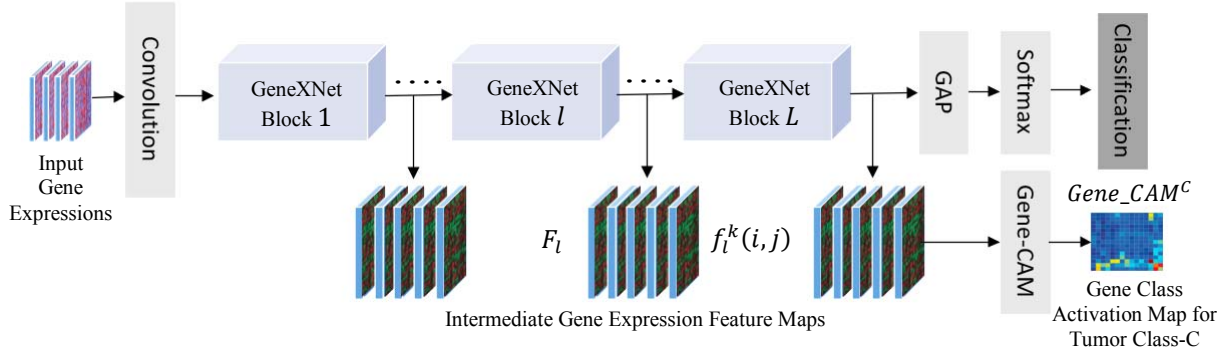 Input
Gene
Expressions
Convolution
GeneXNet
Block 1
....
GeneXNet
Block l
....
GeneXNet
Block L
GAP
Softmax
Classification
F_l
f_l^k(i, j)
Intermediate Gene Expression Feature Maps
Gene-CAM
Gene_CAM^C
Gene Class
Activation Map for
Tumor Class-C